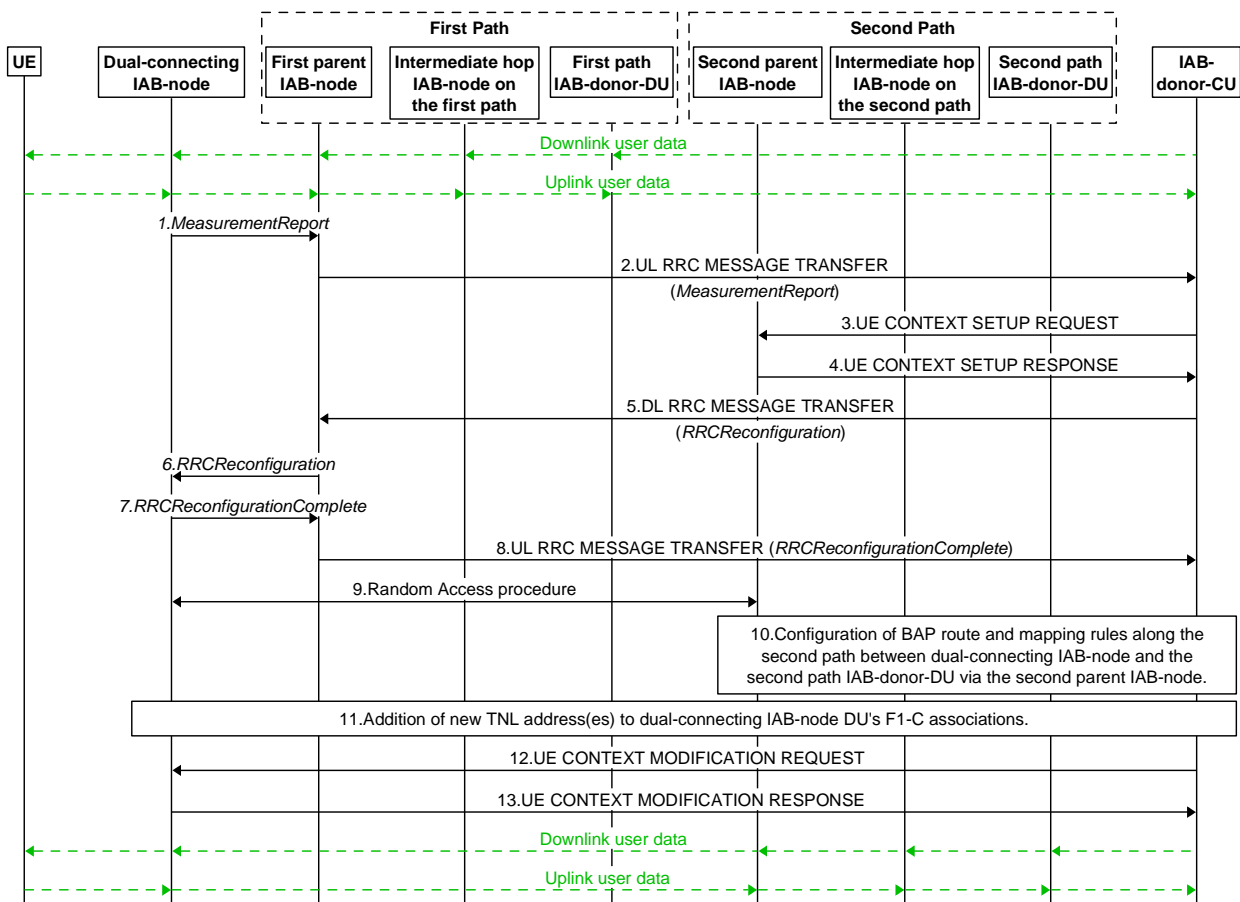 First Path
Second Path
UE
Dual-connecting
IAB-node
First parent
IAB-node
Intermediate hop
IAB-node on
the first path
First path
IAB-donor-DU
Second parent
IAB-node
Intermediate hop
IAB-node on
the second path
Second path
IAB-donor-DU
IAB-
donor-CU
Downlink user data
Uplink user data
1.MeasurementReport
2.UL RRC MESSAGE TRANSFER
(MeasurementReport)
3.UE CONTEXT SETUP REQUEST
4.UE CONTEXT SETUP RESPONSE
5.DL RRC MESSAGE TRANSFER
(RRCReconfiguration)
6.RRCReconfiguration
7.RRCReconfigurationComplete
8.UL RRC MESSAGE TRANSFER (RRCReconfigurationComplete)
9.Random Access procedure
10.Configuration of BAP route and mapping rules along the
second path between dual-connecting IAB-node and the
second path IAB-donor-DU via the second parent IAB-node.
11.Addition of new TNL address(es) to dual-connecting IAB-node DU's F1-C associations.
12.UE CONTEXT MODIFICATION REQUEST
13.UE CONTEXT MODIFICATION RESPONSE
Downlink user data
Uplink user data